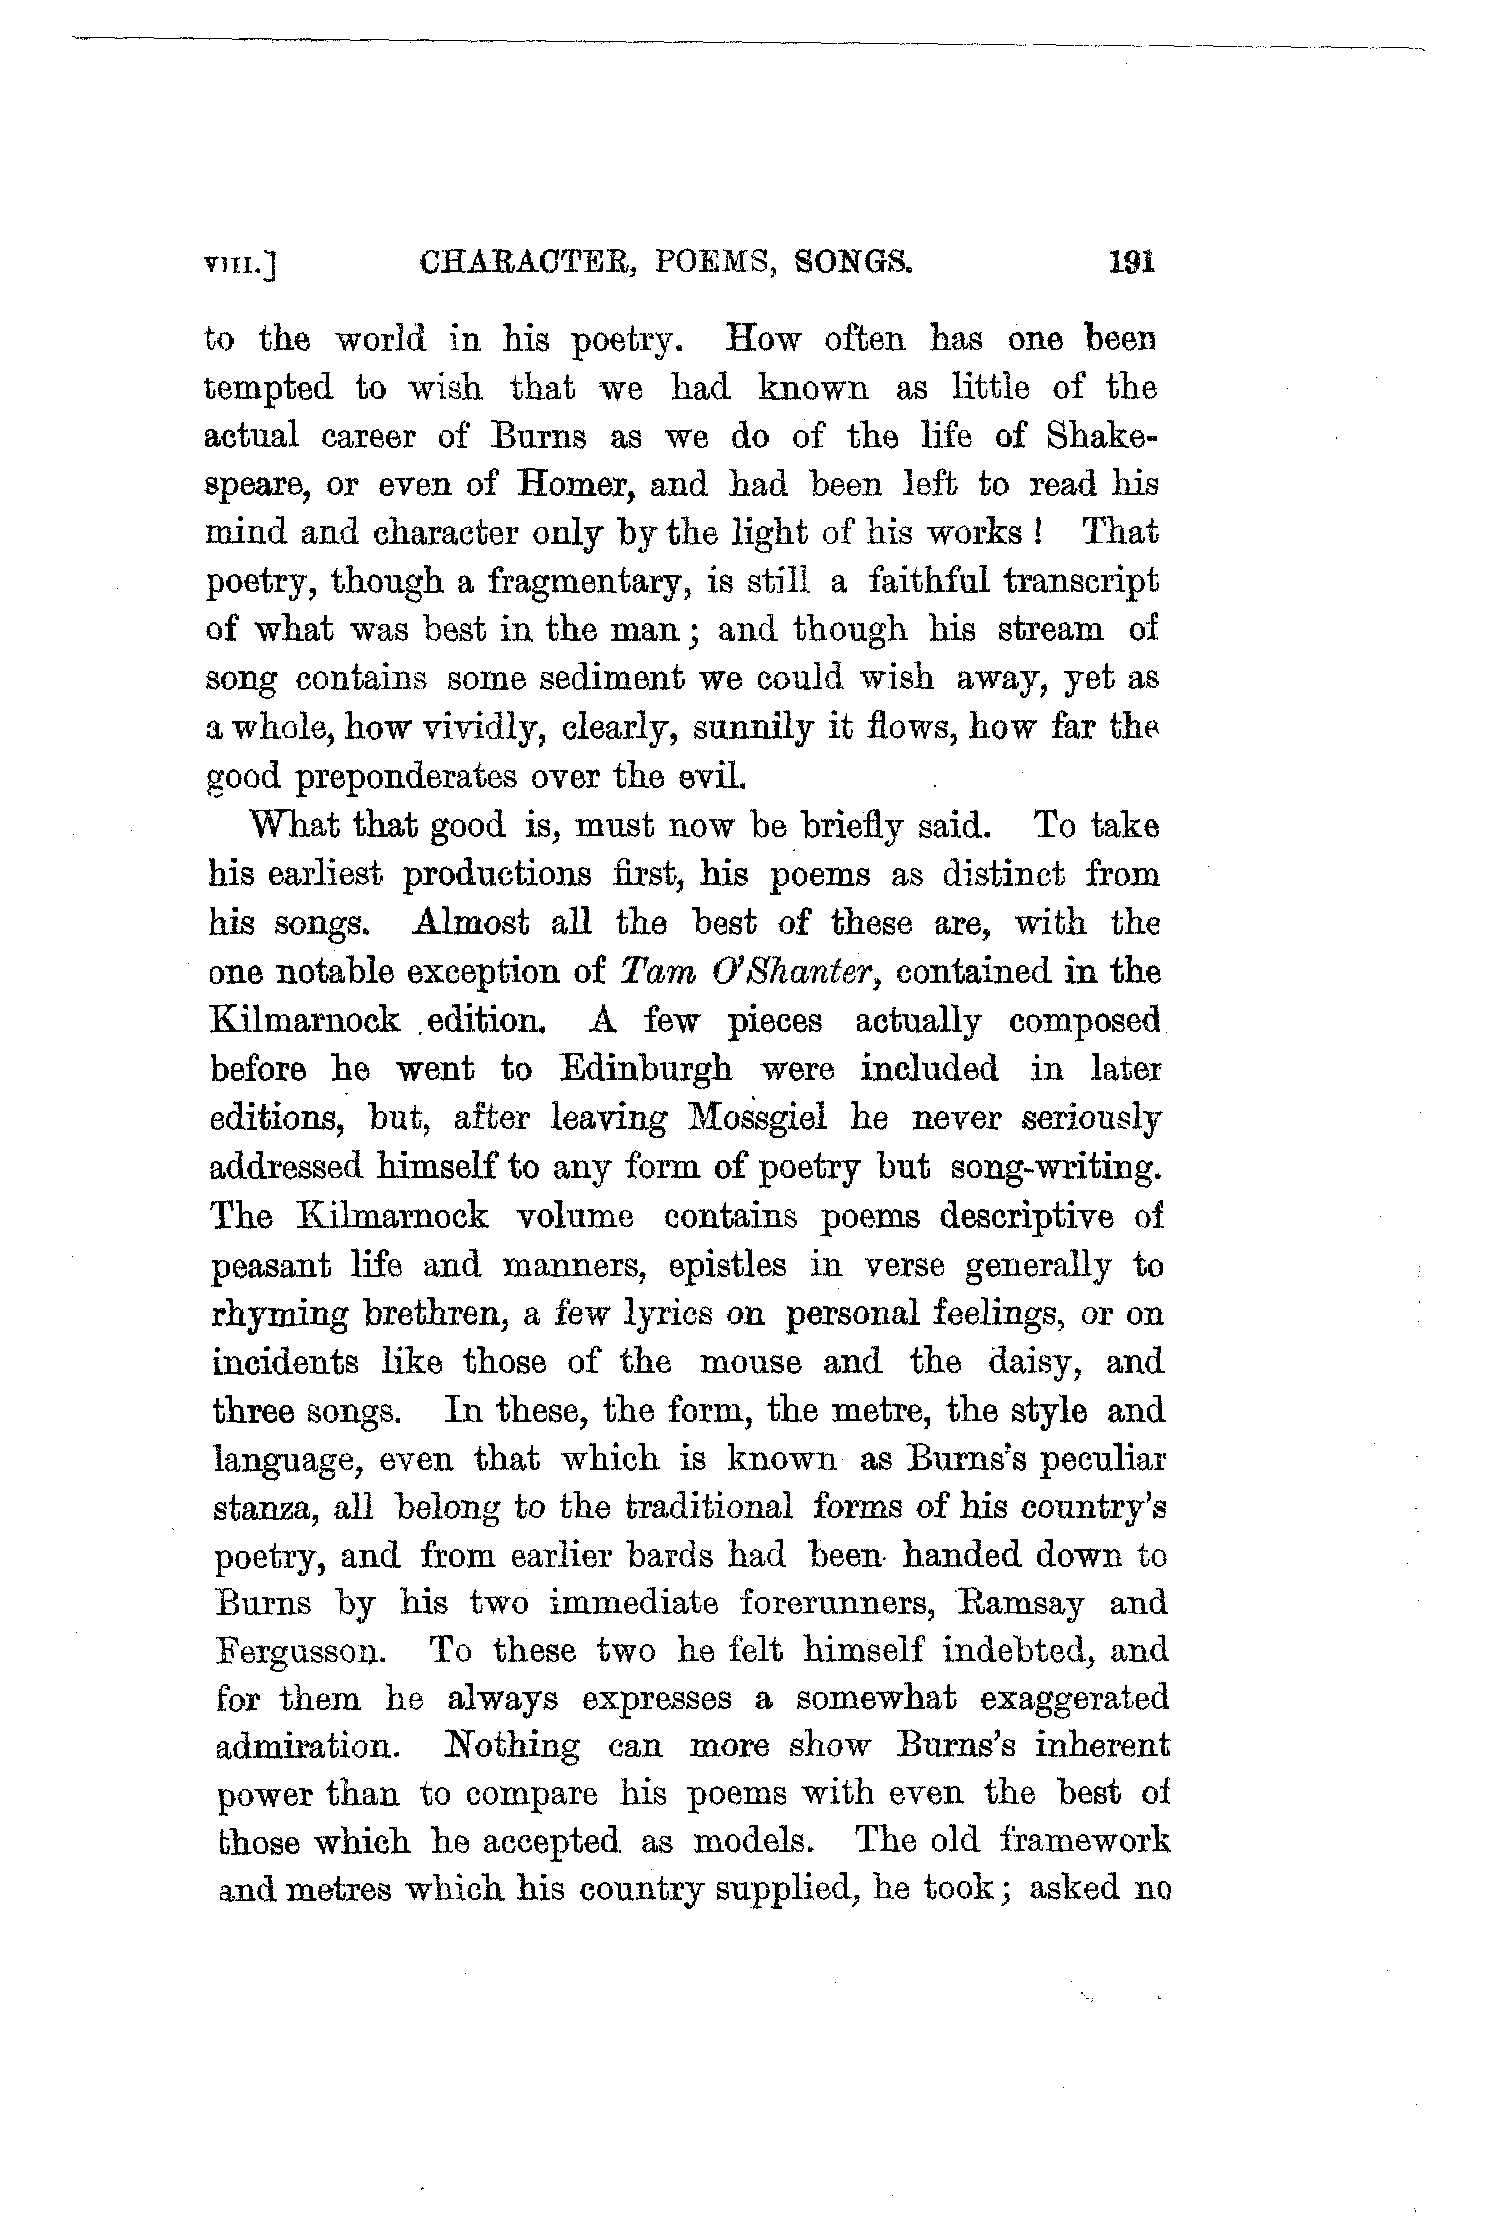 VIII.] CHARACTER, POEMS, SONGS. 191
to the world in his poetry. How often has one been
tempted to wish that we had known as little of the
actual career of Burns as we do of the life of Shake-
speare, or even of Homer, and had been left to read his
mind and character only by the light of his works! That
poetry, though a fragmentary, is still a faithful transcript
of what was best in the man; and though his stream of
song contains some sediment we could wish away, yet as
a whole, how vividly, clearly, sunnily it flows, how far the
good preponderates over the evil.
What that good is, must now be briefly said. To take
his earliest productions first, his poems as distinct from
his songs. Almost all the best of these are, with the
one notable exception of Tam O'Shanter, contained in the
Kilmarnock edition. A few pieces actually composed
before he went to Edinburgh were included in later
editions, but, after leaving Mossgiel he never seriously
addressed himself to any form of poetry but song-writing.
The Kilmarnock volume contains poems descriptive of
peasant life and manners, epistles in verse generally to
rhyming brethren, a few lyrics on personal feelings, or on
incidents like those of the mouse and the daisy, and
three songs. In these, the form, the metre, the style and
language, even that which is known as Burns's peculiar
stanza, all belong to the traditional forms of his country's
poetry, and from earlier bards had been handed down to
Burns by his two immediate forerunners, Ramsay and
Fergusson. To these two he felt himself indebted, and
for them he always expresses a somewhat exaggerated
admiration. Nothing can more show Burns's inherent
power than to compare his poems with even the best of
those which he accepted as models. The old framework
and metres which his country supplied, he took; asked no